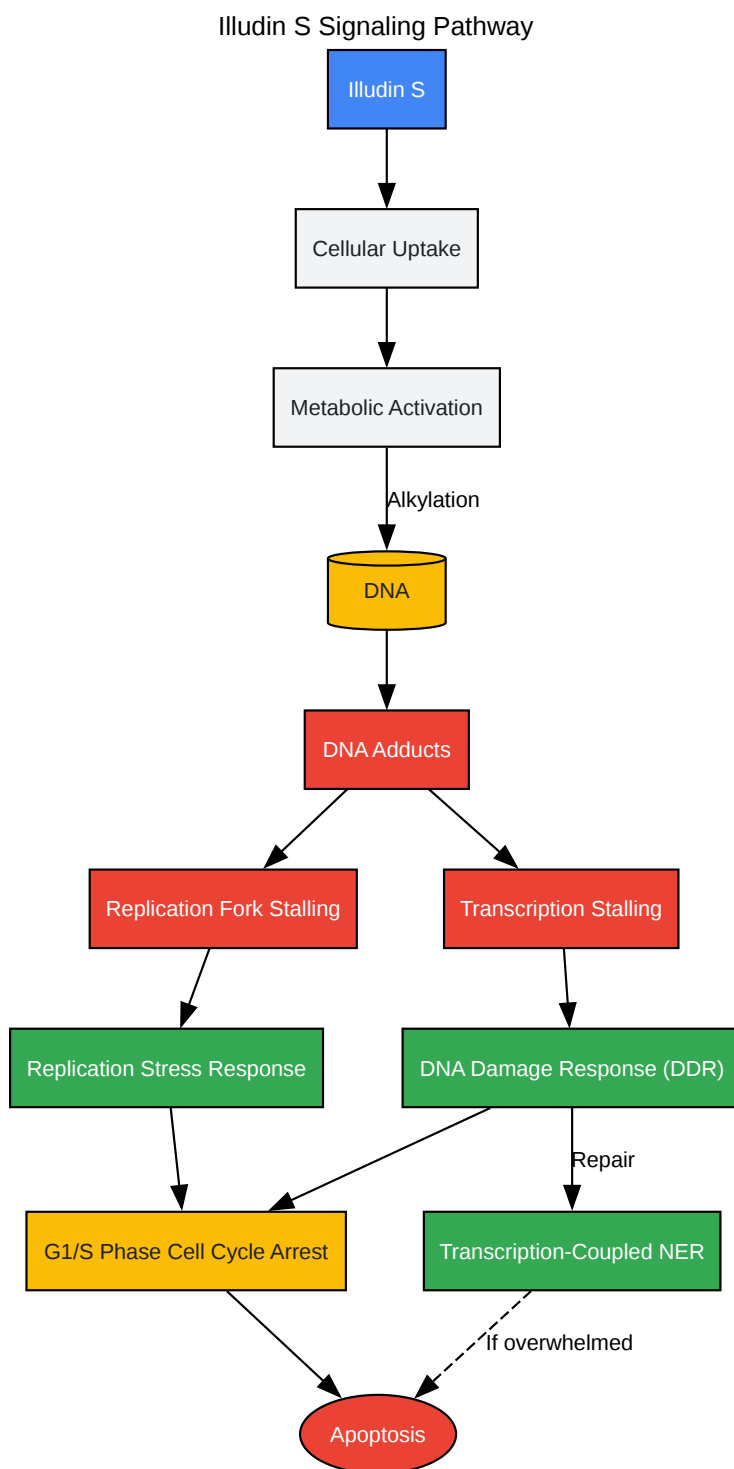 Illudin S Signaling Pathway
Illudin S
Cellular Uptake
Metabolic Activation
Alkylation
DNA
DNA Adducts
Replication Fork Stalling
Transcription Stalling
Replication Stress Response
DNA Damage Response (DDR)
Repair
G1/S Phase Cell Cycle Arrest
Transcription-Coupled NER
If overwhelmed
Apoptosis